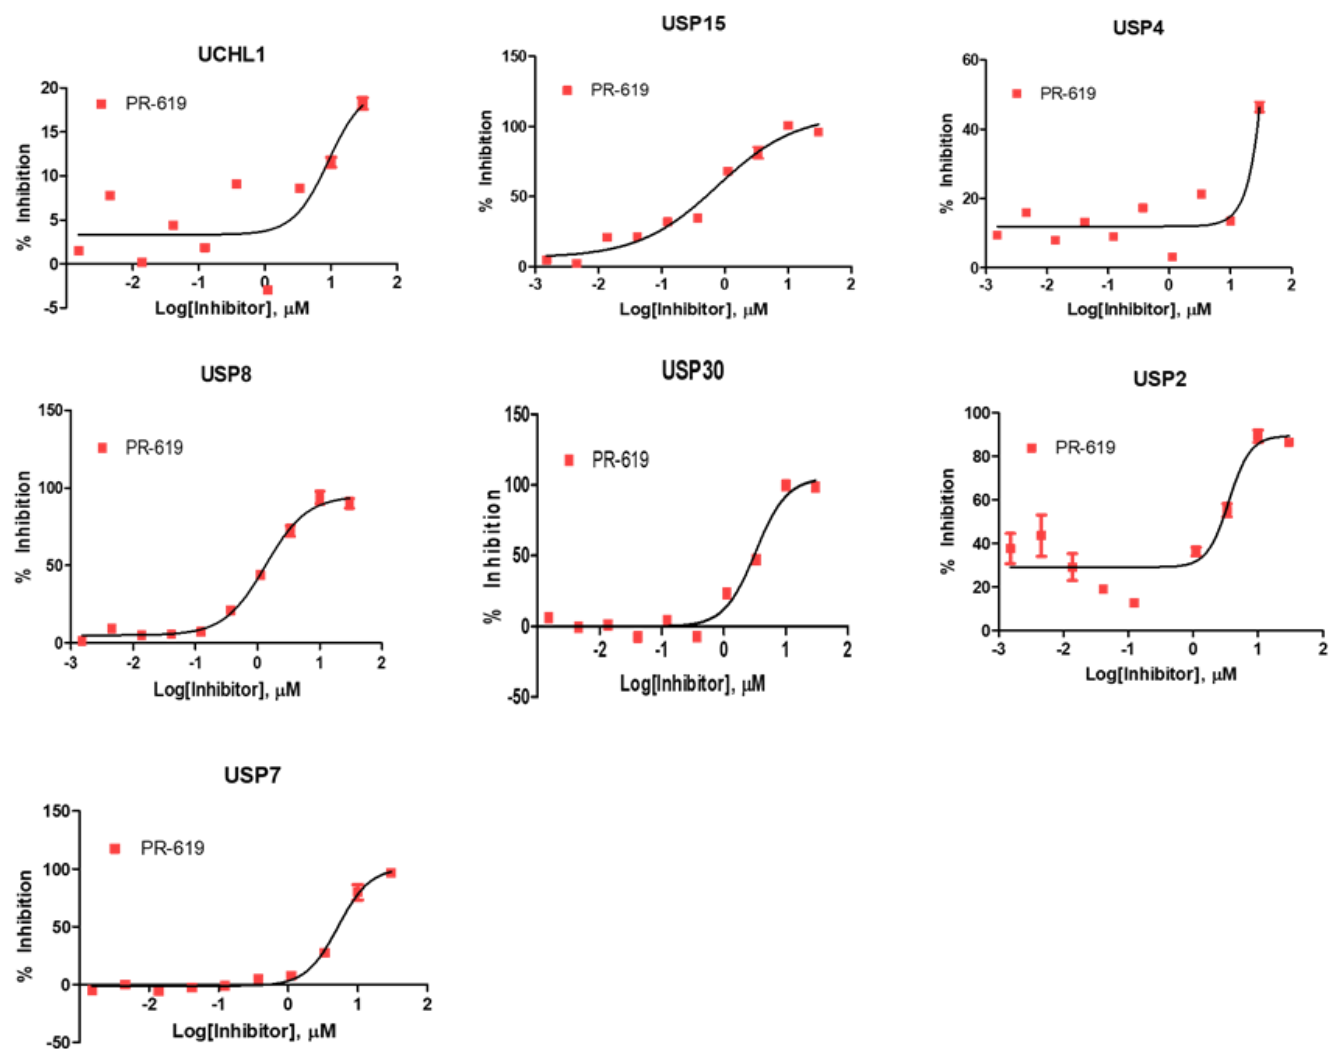 UCHL1
20
15
10
5
0
-5
-3
-2
-1
0
1
2
% Inhibition
PR-619
Log[Inhibitor], μM
USP15
150
100
50
0
-3
-2
-1
0
1
2
% Inhibition
PR-619
Log[Inhibitor], μM
USP4
60
40
20
0
-3
-2
-1
0
1
2
% Inhibition
PR-619
Log[Inhibitor], μM
USP8
150
100
50
0
-3
-2
-1
0
1
2
% Inhibition
PR-619
Log[Inhibitor], μM
USP30
150
100
50
0
-50
-2
-1
0
1
2
% Inhibition
PR-619
Log[Inhibitor], μM
USP2
100
80
60
40
20
0
-3
-2
-1
0
1
2
% Inhibition
PR-619
Log[Inhibitor], μM
USP7
150
100
50
0
-50
-2
-1
0
1
2
% Inhibition
PR-619
Log[Inhibitor], μM